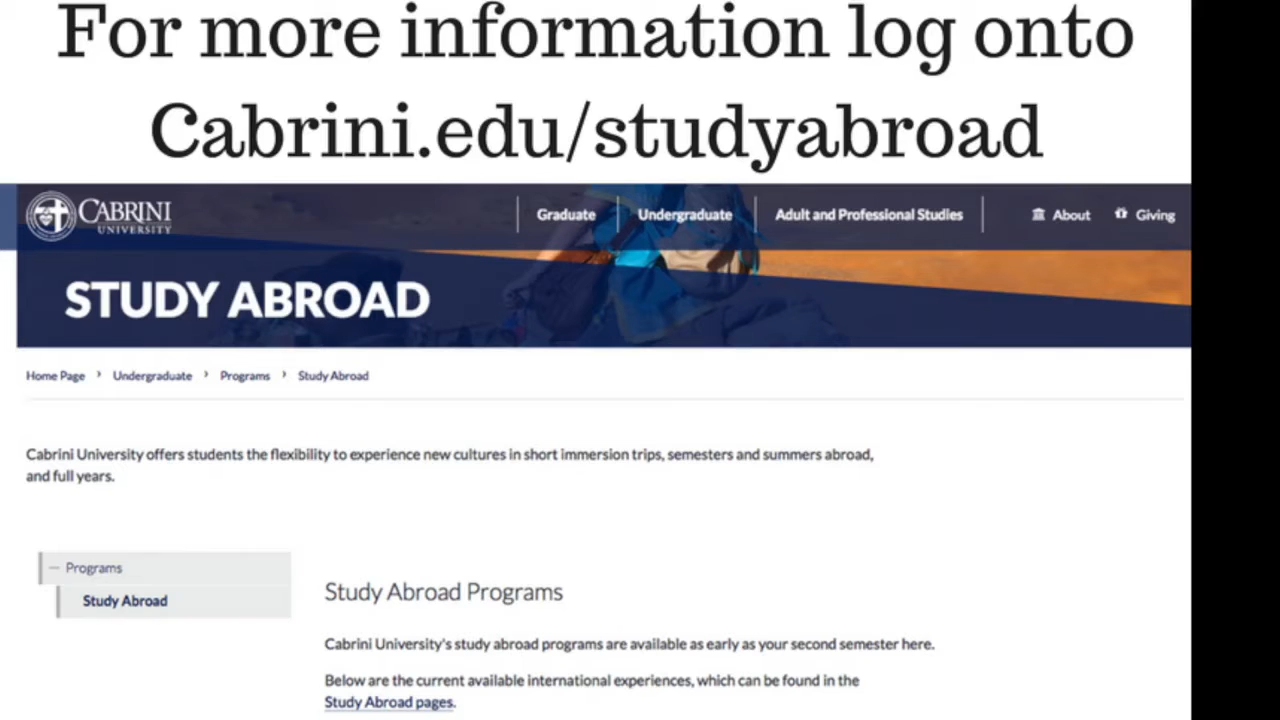 For more information log onto
Cabrini.edu/studyabroad
CABRINI
UNIVERSITY
Graduate
Undergraduate
Adult and Professional Studies
About
Giving
STUDY ABROAD
Home Page › Undergraduate › Programs › Study Abroad
Cabrini University offers students the flexibility to experience new cultures in short immersion trips, semesters and summers abroad,
and full years.
– Programs
Study Abroad
Study Abroad Programs
Cabrini University's study abroad programs are available as early as your second semester here.
Below are the current available international experiences, which can be found in the
Study Abroad pages.